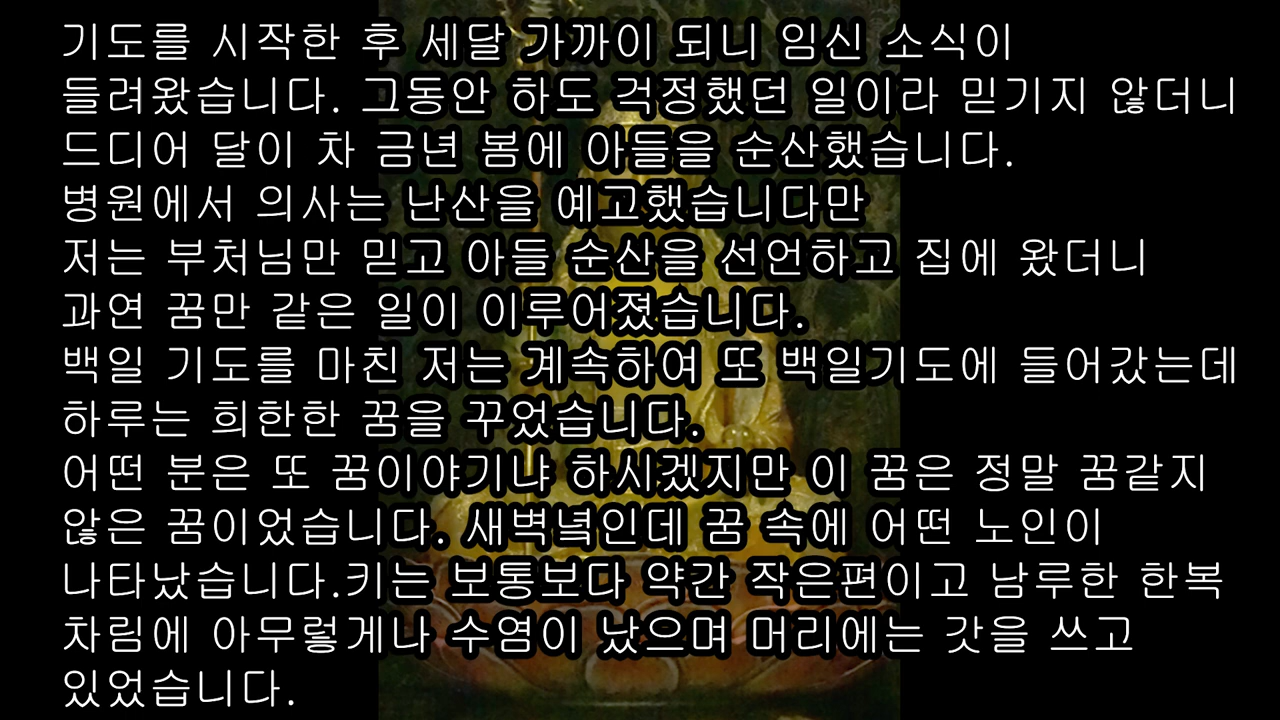 기도를 시작한 후 세달 가까이 되니 임신 소식이
들려왔습니다. 그동안 하도 걱정했던 일이라 믿기지 않더니
드디어 달이 차 금년 봄에 아들을 순산했습니다.
병원에서 의사는 난산을 예고했습니다만
저는 부처님만 믿고 아들 순산을 선언하고 집에 왔더니
과연 꿈만 같은 일이 이루어졌습니다.
백일 기도를 마친 저는 계속하여 또 백일기도에 들어갔는데
하루는 희한한 꿈을 꾸었습니다.
어떤 분은 또 꿈이야기냐 하시겠지만 이 꿈은 정말 꿈같지
않은 꿈이었습니다. 새벽녘인데 꿈 속에 어떤 노인이
나타났습니다.키는 보통보다 약간 작은편이고 남루한 한복
차림에 아무렇게나 수염이 났으며 머리에는 갓을 쓰고
있었습니다.